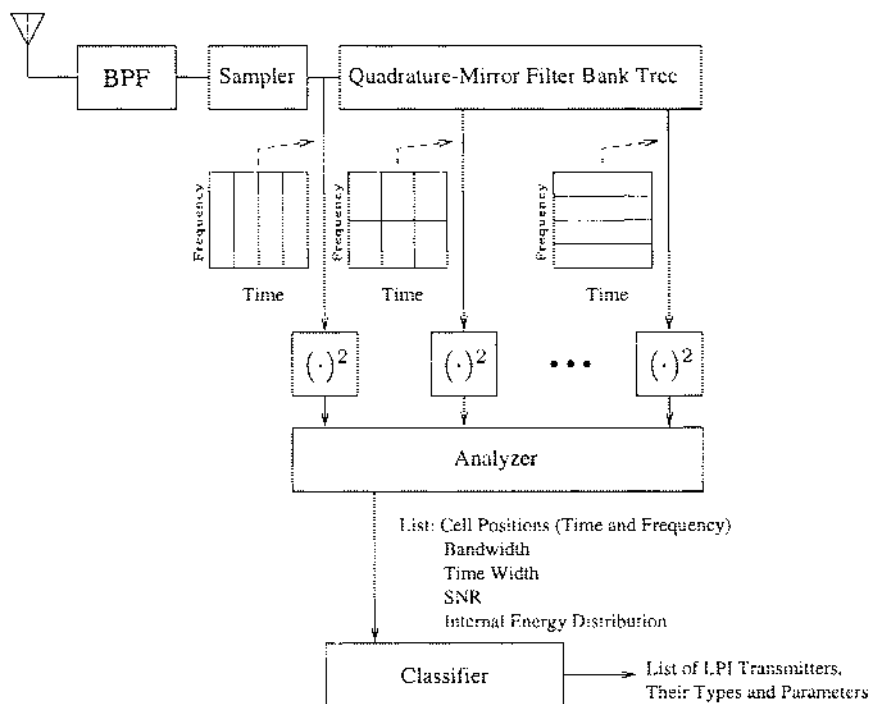 BPF
Sampler
Quadrature-Mirror Filter Bank Tree
Frequency
Time
Frequency
Time
Frequency
Time
(·)²
(·)²
•••
(·)²
Analyzer
List: Cell Positions (Time and Frequency)
Bandwidth
Time Width
SNR
Internal Energy Distribution
Classifier
List of LPI Transmitters,
Their Types and Parameters